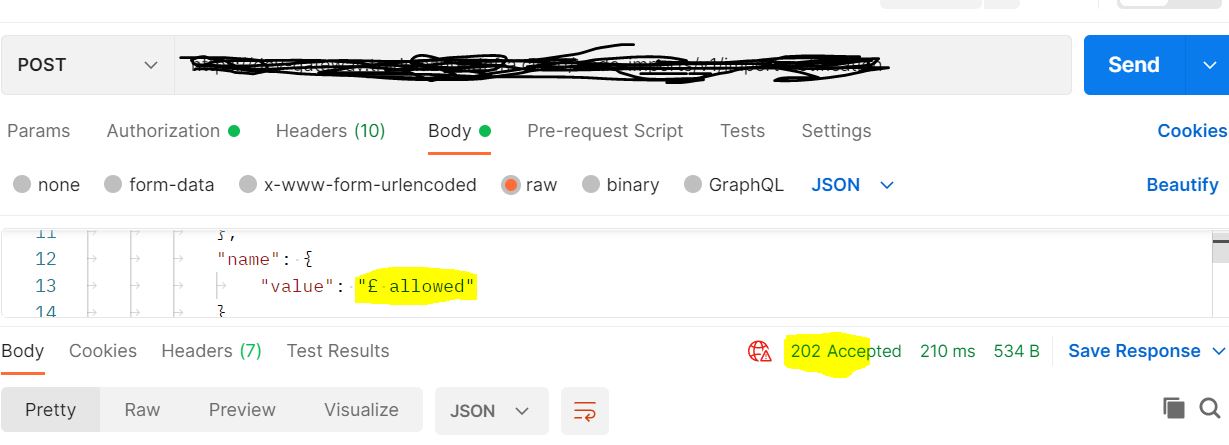 POST
Send
Params Authorization Headers (10) Body Pre-request Script Tests Settings Cookies
none form-data x-www-form-urlencoded raw binary GraphQL JSON Beautify
11 },
12 "name": {
13 "value": "£ allowed"
14 }
Body Cookies Headers (7) Test Results 202 Accepted 210 ms 534 B Save Response
Pretty Raw Preview Visualize JSON